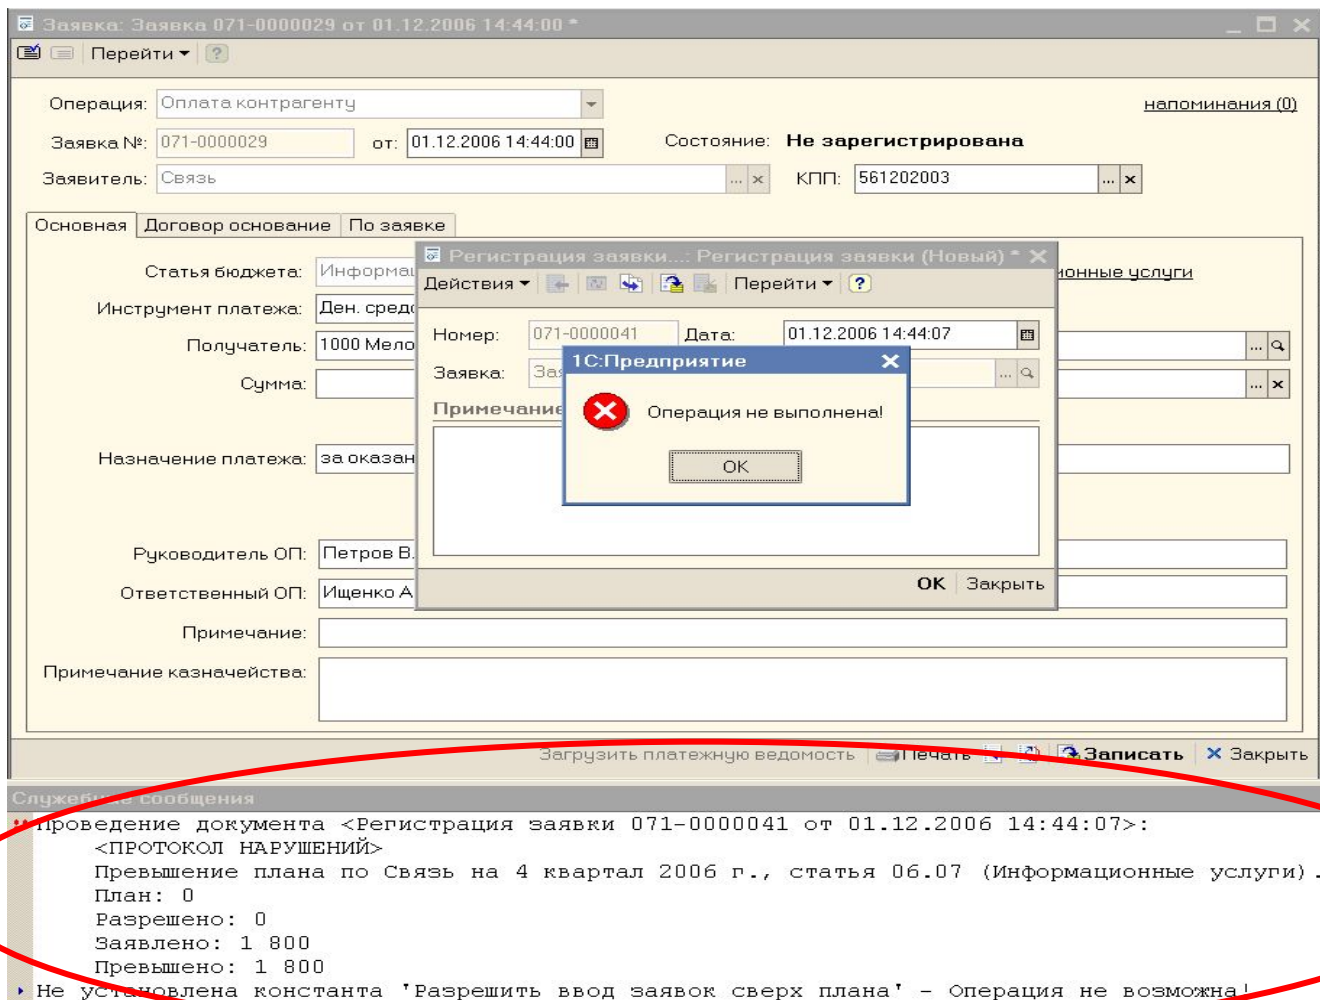 Заявка: Заявка 071-0000029 от 01.12.2006 14:44:00 *
Перейти
Операция: Оплата контрагенту
напоминания (0)
Заявка №: 071-0000029 от: 01.12.2006 14:44:00 Состояние: Не зарегистрирована
Заявитель: Связь КПП: 561202003
Основная Договор основание По заявке
Регистрация заявки...: Регистрация заявки (Новый) *
Статья бюджета:
услуги
Действия Перейти
Инструмент платежа: Ден.
Номер: 071-0000041 Дата: 01.12.2006 14:44:07
Получатель: 1000
1С:Предприятие
Заявка:
Сумма:
Примечание
Операция не выполнена!
OK
Назначение платежа: за
Руководитель ОП: Петров В.
OK Закрыть
Ответственный ОП: Ищенко А
Примечание:
Примечание казначейства:
Загрузить платежную ведомость Печать Записать Закрыть
Служебные сообщения
Проведение документа <Регистрация заявки 071-0000041 от 01.12.2006 14:44:07>:
<ПРОТОКОЛ НАРУШЕНИЙ>
Превышение плана по Связь на 4 квартал 2006 г., статья 06.07 (Информационные услуги).
План: 0
Разрешено: 0
Заявлено: 1 800
Превышено: 1 800
Не установлена константа 'Разрешить ввод заявок сверх плана' - Операция не возможна!